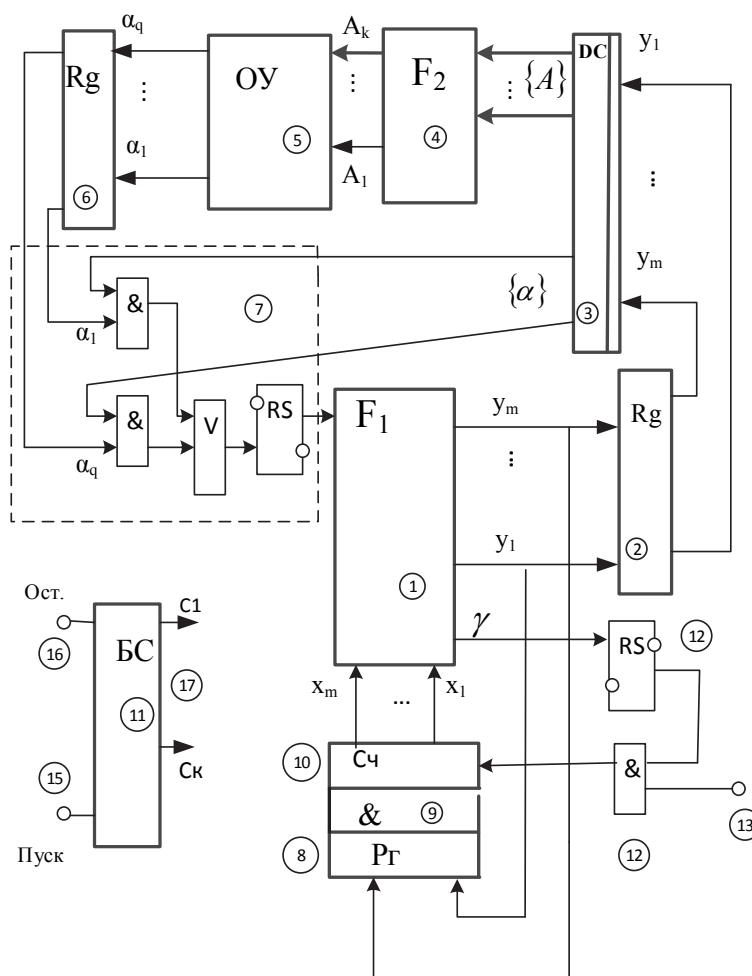 α_q
A_k
y_1
Rg
⋮
ОУ
⋮
F_2
⋮ {A}
DC
5
4
α_1
A_1
6
⋮
y_m
&
7
{α}
3
α_1
&
V
RS
F_1
y_m
Rg
α_q
⋮
y_1
2
1
Ост.
C1
γ
12
16
БС
17
RS
11
x_m
...
x_1
15
Ск
10
Сч
&
Пуск
&
9
13
8
Рг
12